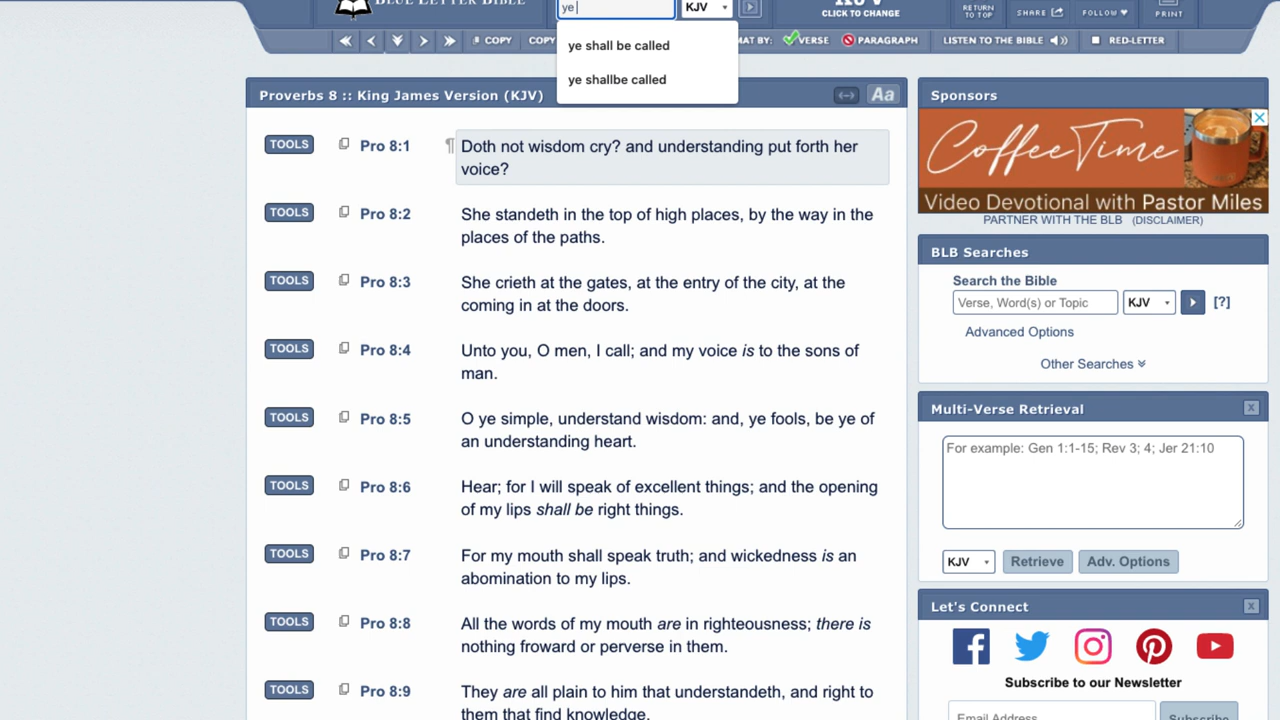 BLUE LETTER BIBLE
ye
KJV
CLICK TO CHANGE
RETURN
TO TOP
SHARE
FOLLOW
PRINT
ye shall be called
ye shallbe called
COPY
COPY
MAT BY:
VERSE
PARAGRAPH
LISTEN TO THE BIBLE
RED-LETTER
Proverbs 8 :: King James Version (KJV)
Aa
TOOLS Pro 8:1 ¶ Doth not wisdom cry? and understanding put forth her
voice?
TOOLS Pro 8:2 She standeth in the top of high places, by the way in the
places of the paths.
TOOLS Pro 8:3 She crieth at the gates, at the entry of the city, at the
coming in at the doors.
TOOLS Pro 8:4 Unto you, O men, I call; and my voice is to the sons of
man.
TOOLS Pro 8:5 O ye simple, understand wisdom: and, ye fools, be ye of
an understanding heart.
TOOLS Pro 8:6 Hear; for I will speak of excellent things; and the opening
of my lips shall be right things.
TOOLS Pro 8:7 For my mouth shall speak truth; and wickedness is an
abomination to my lips.
TOOLS Pro 8:8 All the words of my mouth are in righteousness; there is
nothing froward or perverse in them.
TOOLS Pro 8:9 They are all plain to him that understandeth, and right to
them that find knowledge.
Sponsors
CoffeeTime
Video Devotional with Pastor Miles
PARTNER WITH THE BLB (DISCLAIMER)
BLB Searches
Search the Bible
Verse, Word(s) or Topic KJV [?]
Advanced Options
Other Searches
Multi-Verse Retrieval
For example: Gen 1:1-15; Rev 3; 4; Jer 21:10
KJV Retrieve Adv. Options
Let's Connect
Subscribe to our Newsletter
Email Address Subscribe